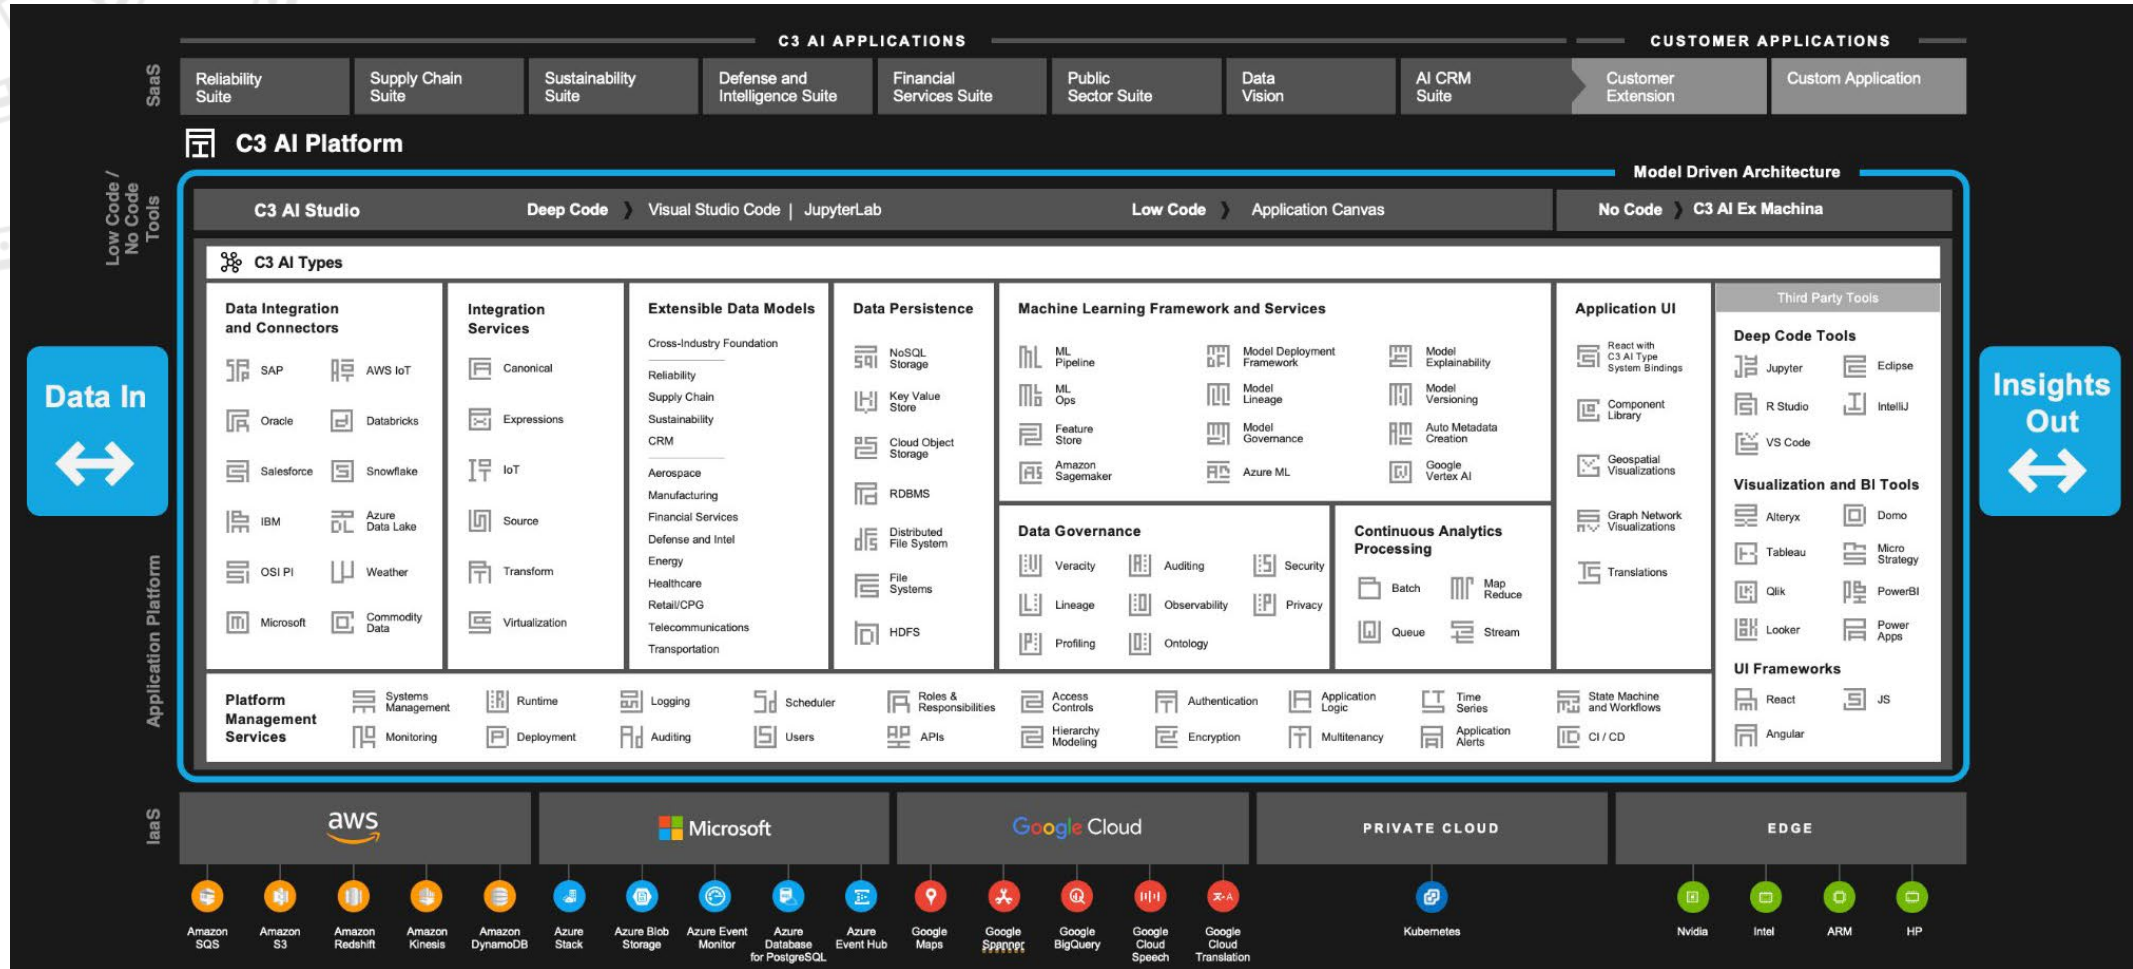 C3 AI APPLICATIONS
CUSTOMER APPLICATIONS
SaaS
Reliability
Suite
Supply Chain
Suite
Sustainability
Suite
Defense and
Intelligence Suite
Financial
Services Suite
Public
Sector Suite
Data
Vision
AI CRM
Suite
Customer
Extension
Custom Application
C3 AI Platform
Model Driven Architecture
Low Code /
No Code
Tools
C3 AI Studio
Deep Code
Visual Studio Code | JupyterLab
Low Code
Application Canvas
No Code
C3 AI Ex Machina
C3 AI Types
Data In
Application Platform
Data Integration
and Connectors
SAP
AWS IoT
Oracle
Databricks
Salesforce
Snowflake
IBM
Azure
Data Lake
OSI PI
Weather
Microsoft
Commodity
Data
Integration
Services
Canonical
Expressions
IoT
Source
Transform
Virtualization
Extensible Data Models
Cross-Industry Foundation
Reliability
Supply Chain
Sustainability
CRM
Aerospace
Manufacturing
Financial Services
Defense and Intel
Energy
Healthcare
Retail/CPG
Telecommunications
Transportation
Data Persistence
NoSQL
Storage
Key Value
Store
Cloud Object
Storage
RDBMS
Distributed
File System
File
Systems
HDFS
Machine Learning Framework and Services
ML
Pipeline
Model Deployment
Framework
Model
Explainability
ML
Ops
Model
Lineage
Model
Versioning
Feature
Store
Model
Governance
Auto Metadata
Creation
Amazon
Sagemaker
Azure ML
Google
Vertex AI
Data Governance
Veracity
Auditing
Security
Lineage
Observability
Privacy
Profiling
Ontology
Continuous Analytics
Processing
Batch
Map
Reduce
Queue
Stream
Application UI
React with
C3 AI Type
System Bindings
Component
Library
Geospatial
Visualizations
Graph Network
Visualizations
Translations
Third Party Tools
Deep Code Tools
Jupyter
Eclipse
R Studio
IntelliJ
VS Code
Visualization and BI Tools
Alteryx
Domo
Tableau
Micro
Strategy
Qlik
PowerBI
Looker
Power
Apps
UI Frameworks
React
JS
Angular
Insights
Out
Platform
Management
Services
Systems
Management
Runtime
Logging
Scheduler
Roles &
Responsibilities
Access
Controls
Authentication
Application
Logic
Time
Series
State Machine
and Workflows
Monitoring
Deployment
Auditing
Users
APIs
Hierarchy
Modeling
Encryption
Multitenancy
Application
Alerts
CI / CD
IaaS
aws
Microsoft
Google Cloud
PRIVATE CLOUD
EDGE
Amazon
SQS
Amazon
S3
Amazon
Redshift
Amazon
Kinesis
Amazon
DynamoDB
Azure
Stack
Azure Blob
Storage
Azure Event
Monitor
Azure
Database
for PostgreSQL
Azure
Event Hub
Google
Maps
Google
Spanner
Google
BigQuery
Google
Cloud
Speech
Google
Cloud
Translation
Kubernetes
Nvidia
Intel
ARM
HP